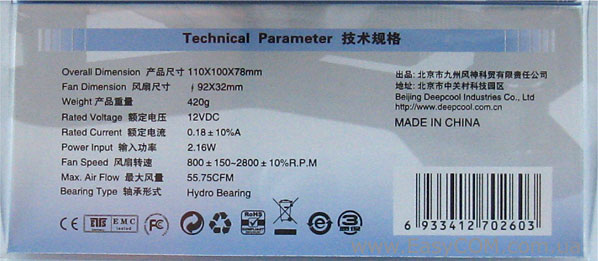 Technical Parameter 技术规格
Overall Dimension 产品尺寸 110X100X78mm
Fan Dimension 风扇尺寸 ∮92X32mm
Weight 产品重量 420g
Rated Voltage 额定电压 12VDC
Rated Current 额定电流 0.18±10%A
Power Input 输入功率 2.16W
Fan Speed 风扇转速 800±150~2800±10%R.P.M
Max. Air Flow 最大风量 55.75CFM
Bearing Type 轴承形式 Hydro Bearing
出品: 北京市九州风神科贸有限责任公司
地址: 北京市中关村科技园区
Beijing Deepcool Industries Co., Ltd
http://www.deepcool.com.cn
MADE IN CHINA
CE
EMC
tested
FC
RoHS
e
3
6 933412 702603
www.easycom.com.ua